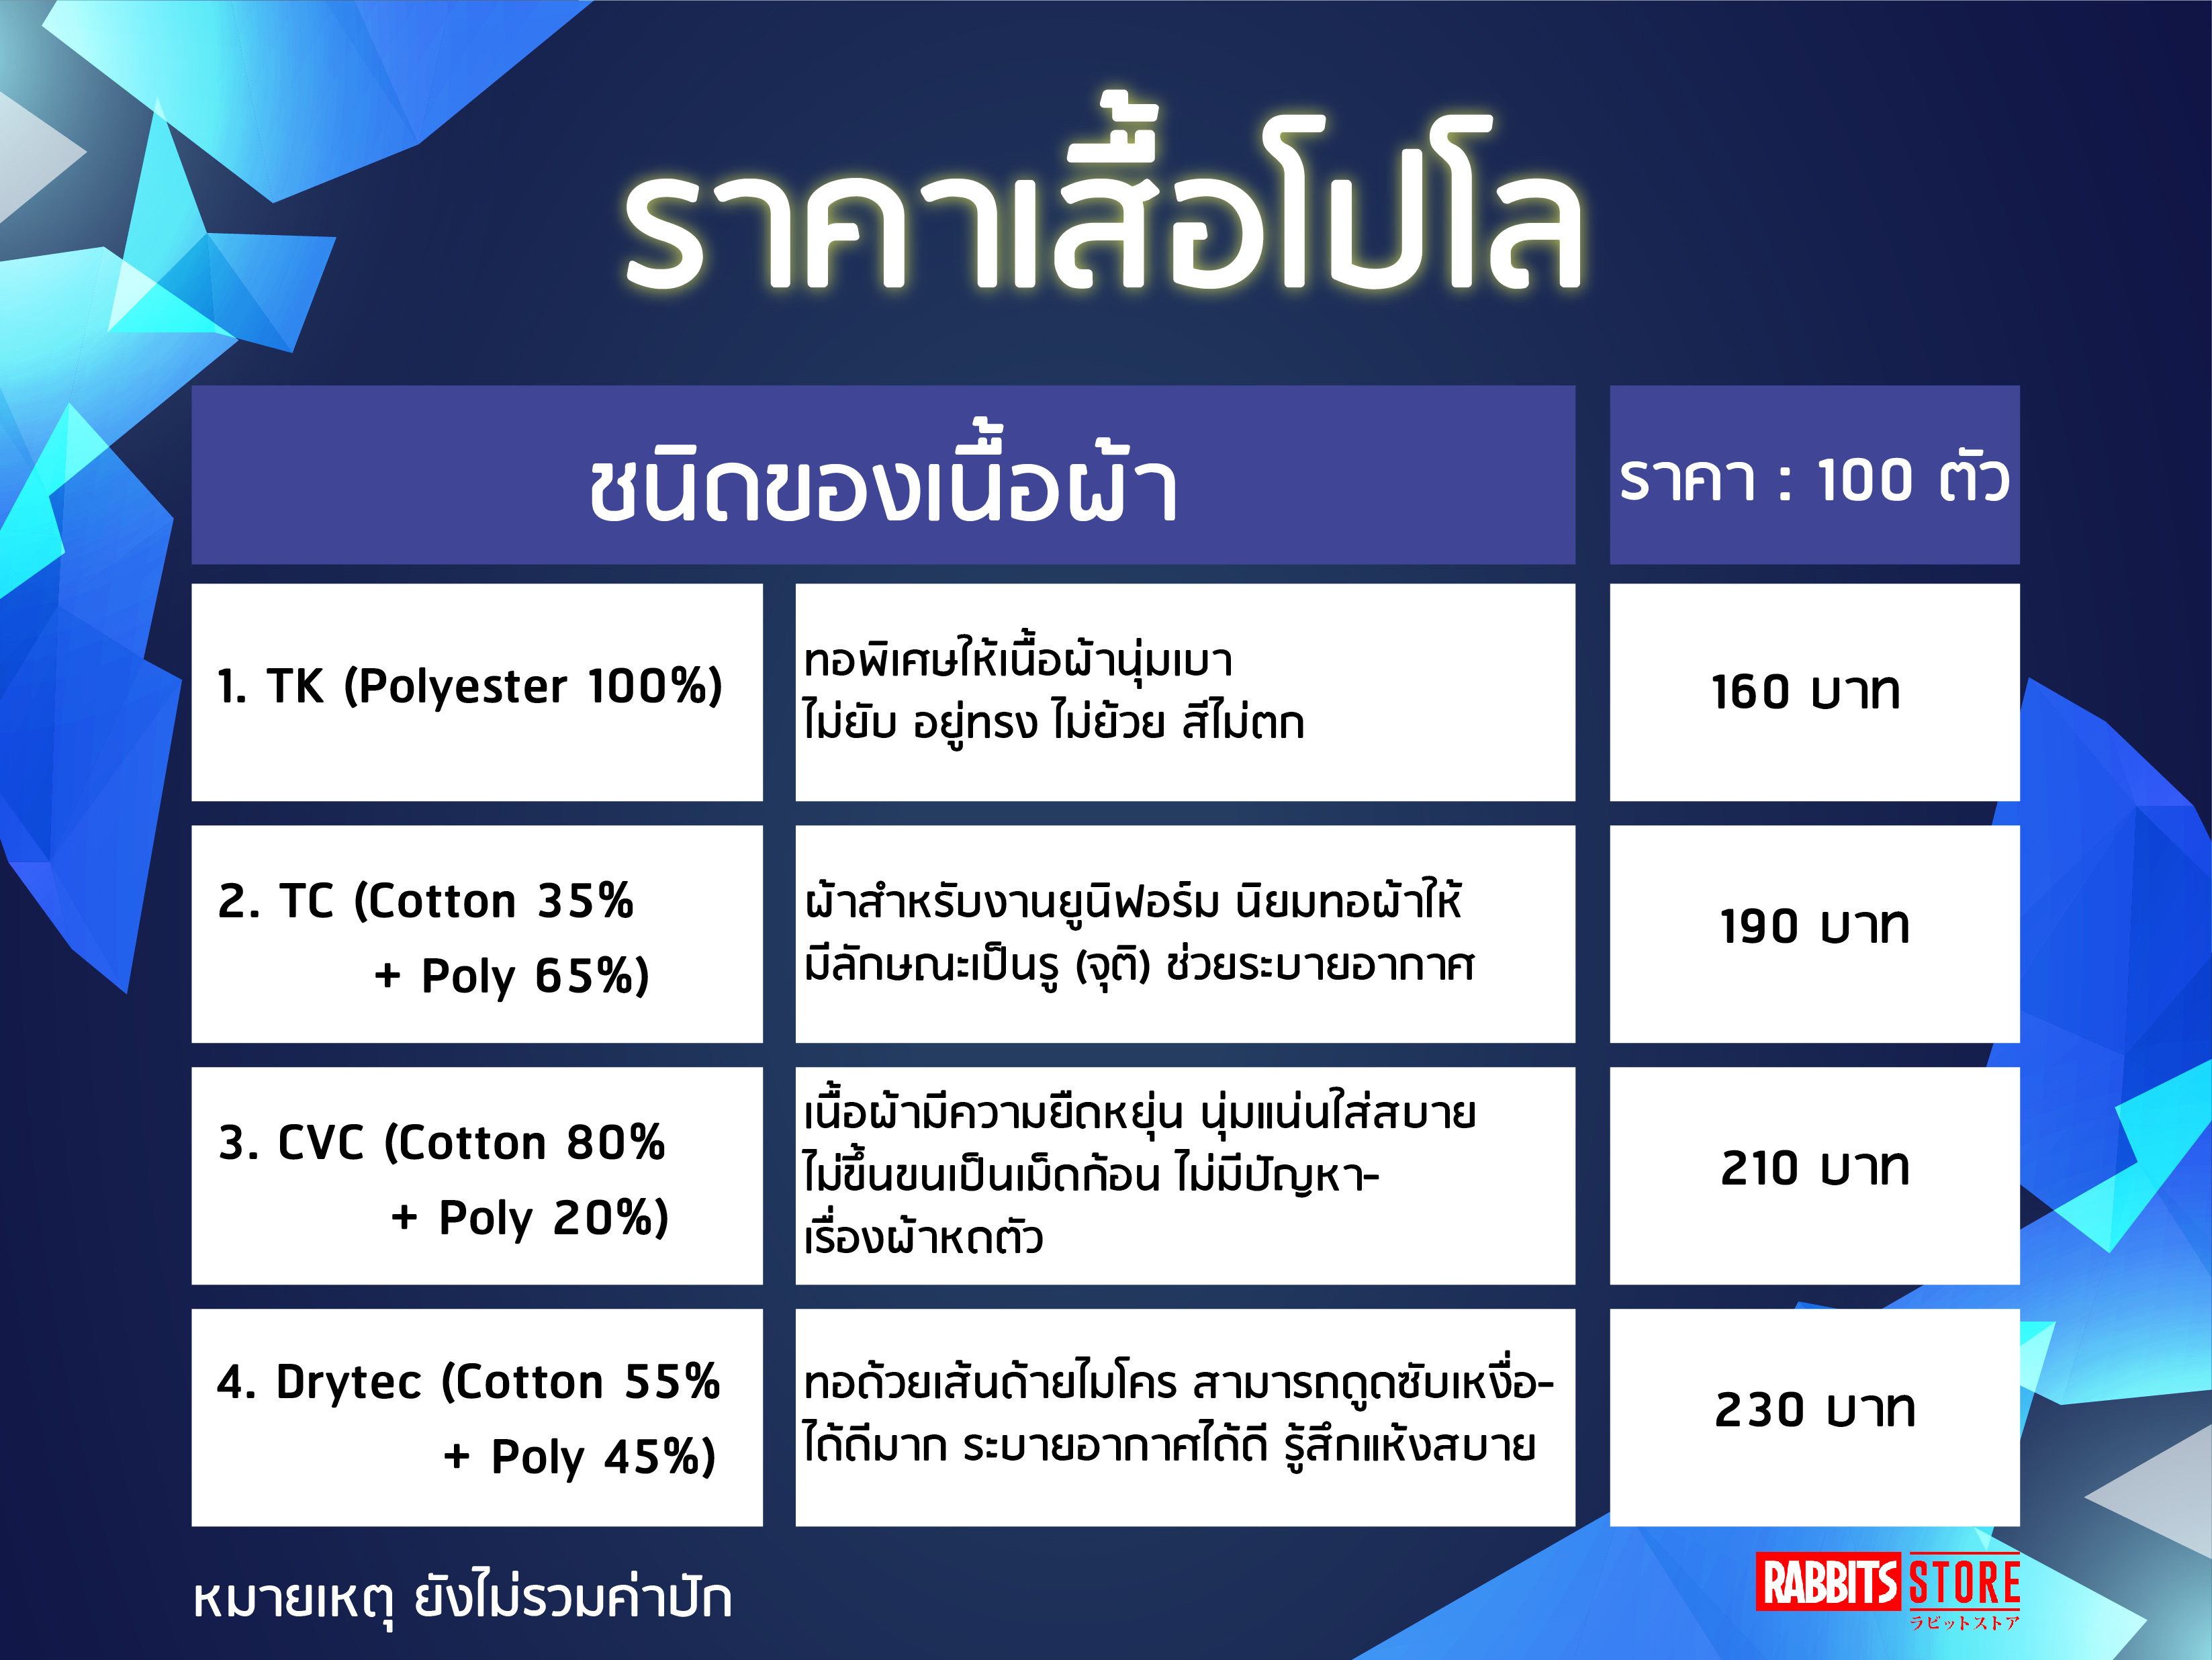 ราคาเสื้อโปโล
ชนิดของเนื้อผ้า
ราคา : 100 ตัว
1. TK (Polyester 100%)
ทอพิเศษให้เนื้อผ้านุ่มเบา
ไม่ยับ อยู่ทรง ไม่ย้วย สีไม่ตก
160 บาท
2. TC (Cotton 35%
+ Poly 65%)
ผ้าสำหรับงานยูนิฟอร์ม นิยมทอผ้าให้
มีลักษณะเป็นรู (จุติ) ช่วยระบายอากาศ
190 บาท
3. CVC (Cotton 80%
+ Poly 20%)
เนื้อผ้ามีความยืดหยุ่น นุ่มแน่นใส่สบาย
ไม่ขึ้นขนเป็นเม็ดก้อน ไม่มีปัญหา-
เรื่องผ้าหดตัว
210 บาท
4. Drytec (Cotton 55%
+ Poly 45%)
ทอด้วยเส้นด้ายไมโคร สามารถดูดซับเหงื่อ-
ได้ดีมาก ระบายอากาศได้ดี รู้สึกแห้งสบาย
230 บาท
หมายเหตุ ยังไม่รวมค่าปัก
RABBITS STORE
ラビットストア